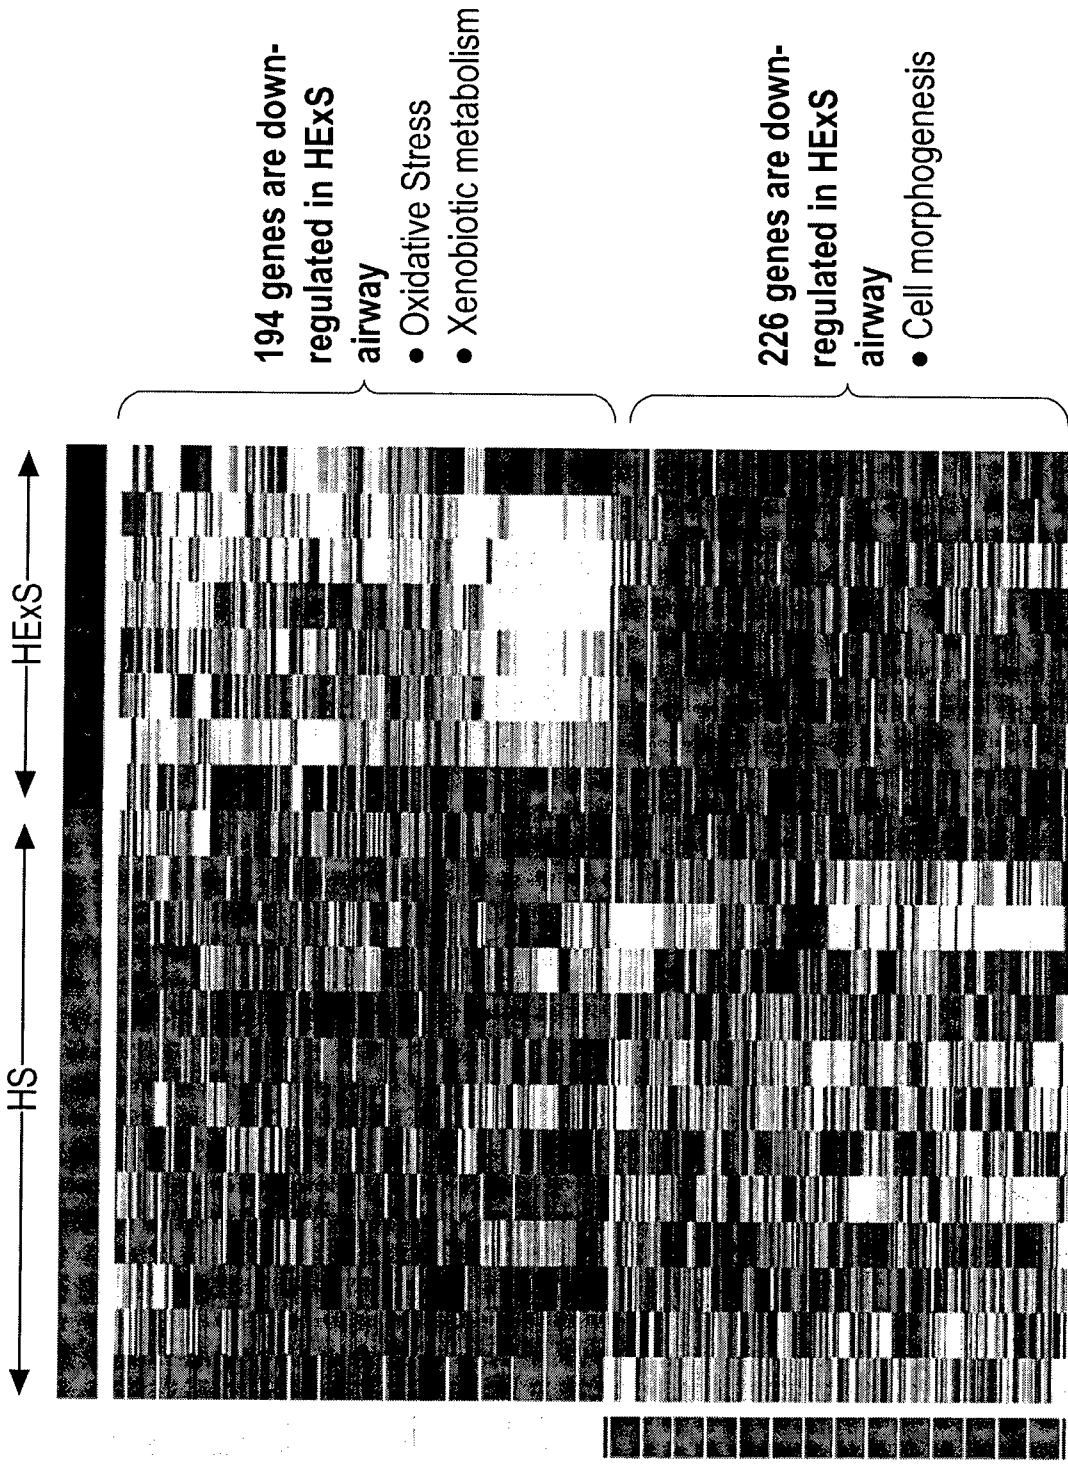 HS
HExS
194 genes are down-
regulated in HExS
airway
● Oxidative Stress
● Xenobiotic metabolism
226 genes are down-
regulated in HExS
airway
● Cell morphogenesis